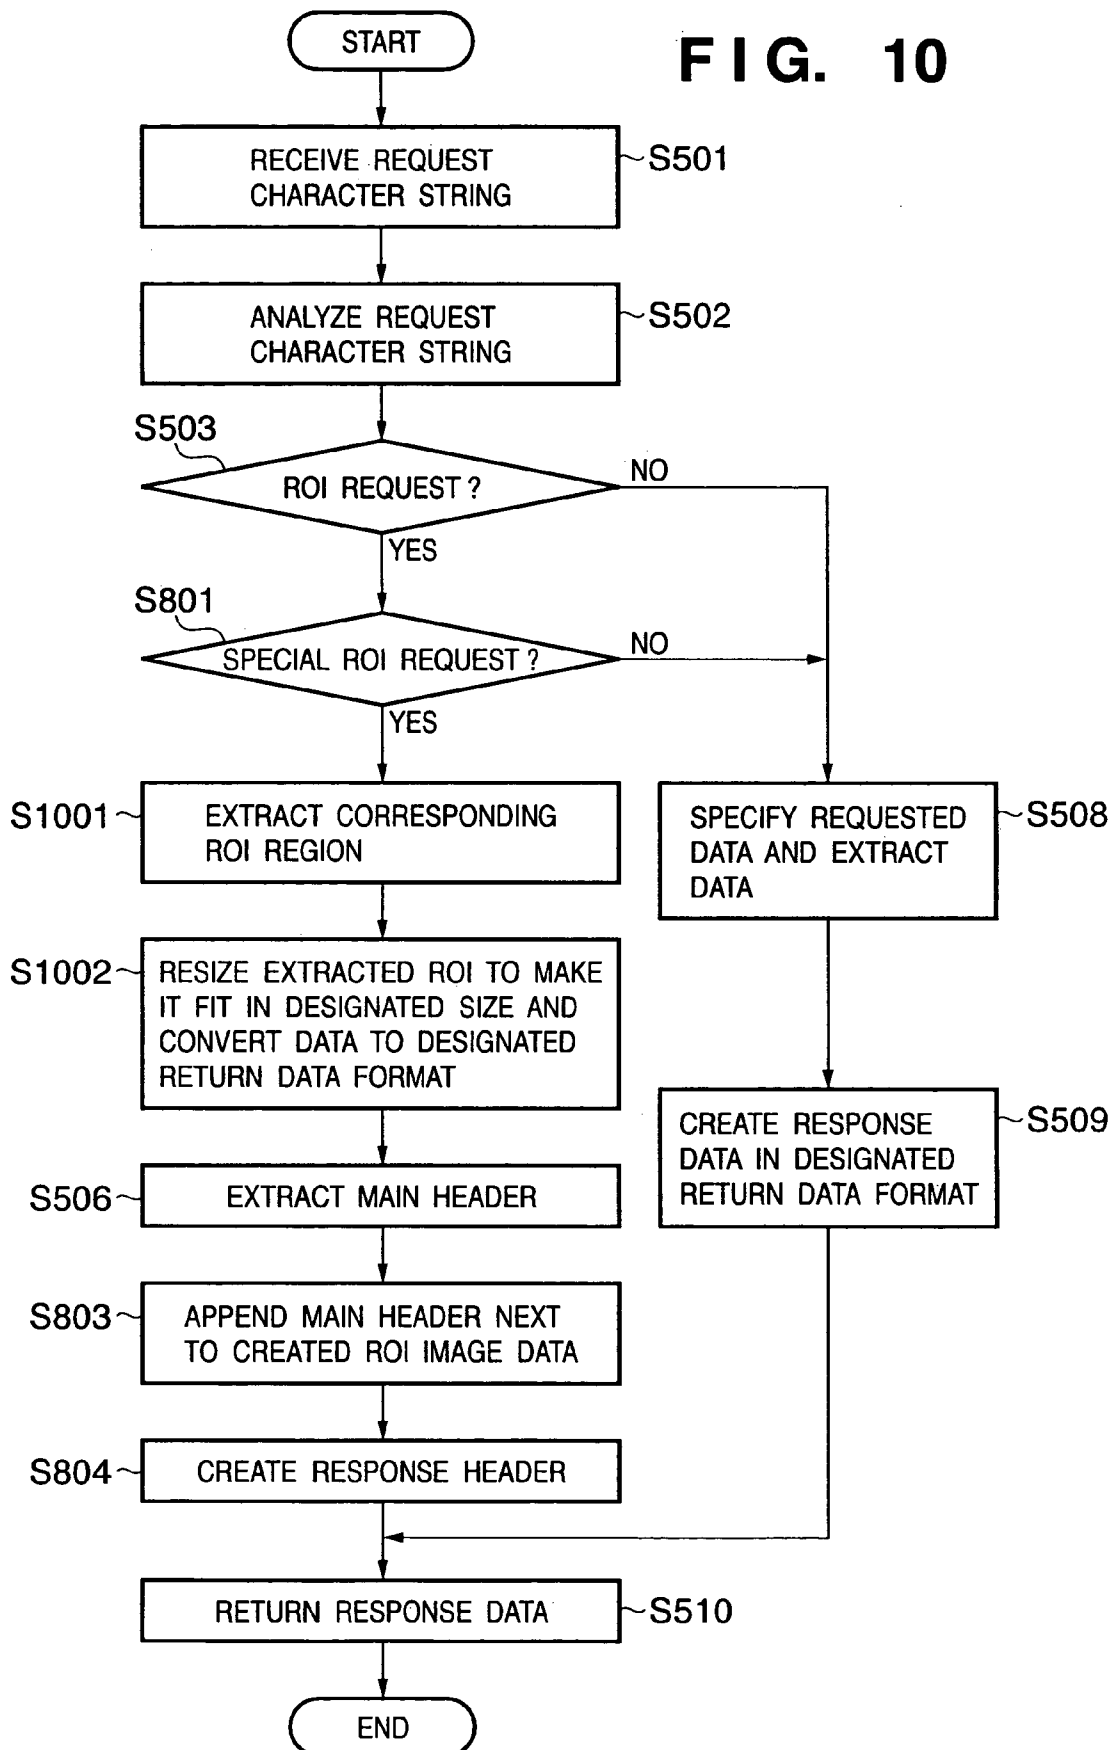 START
FIG. 10
RECEIVE REQUEST
CHARACTER STRING
S501
ANALYZE REQUEST
CHARACTER STRING
S502
S503
ROI REQUEST?
NO
YES
S801
SPECIAL ROI REQUEST?
NO
YES
S1001
EXTRACT CORRESPONDING
ROI REGION
SPECIFY REQUESTED
DATA AND EXTRACT
DATA
S508
S1002
RESIZE EXTRACTED ROI TO MAKE
IT FIT IN DESIGNATED SIZE AND
CONVERT DATA TO DESIGNATED
RETURN DATA FORMAT
CREATE RESPONSE
DATA IN DESIGNATED
RETURN DATA FORMAT
S509
S506
EXTRACT MAIN HEADER
S803
APPEND MAIN HEADER NEXT
TO CREATED ROI IMAGE DATA
S804
CREATE RESPONSE HEADER
RETURN RESPONSE DATA
S510
END